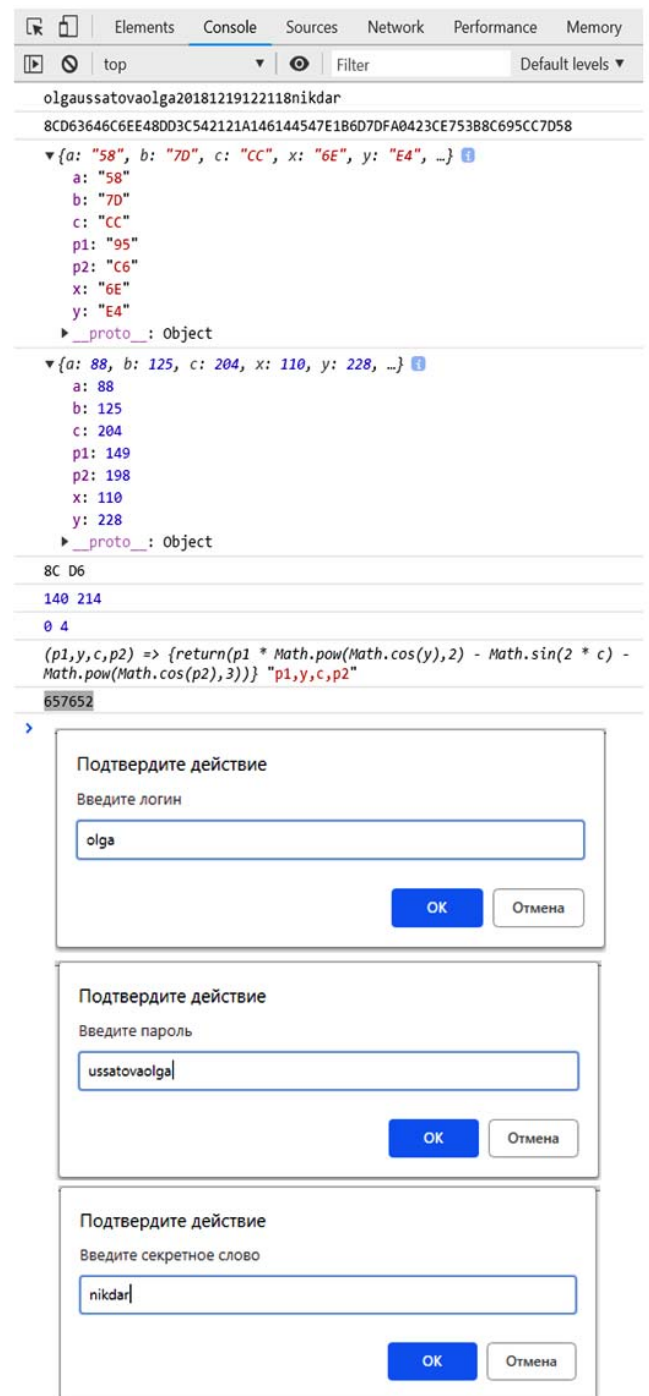 Elements Console Sources Network Performance Memory
top ▼ Filter Default levels ▼
olgaussatovaolga20181219122118nikdar
8CD63646C6EE48DD3C542121A146144547E1B6D7DFA0423CE753B8C695CC7D58
▼{a: "58", b: "7D", c: "CC", x: "6E", y: "E4", …} i
a: "58"
b: "7D"
c: "CC"
p1: "95"
p2: "C6"
x: "6E"
y: "E4"
▶__proto__: Object
▼{a: 88, b: 125, c: 204, x: 110, y: 228, …} i
a: 88
b: 125
c: 204
p1: 149
p2: 198
x: 110
y: 228
▶__proto__: Object
8C D6
140 214
0 4
(p1,y,c,p2) => {return(p1 * Math.pow(Math.cos(y),2) - Math.sin(2 * c) -
Math.pow(Math.cos(p2),3))} "p1,y,c,p2"
657652
>
Подтвердите действие
Введите логин
olga
ОК Отмена
Подтвердите действие
Введите пароль
ussatovaolga
ОК Отмена
Подтвердите действие
Введите секретное слово
nikdar
ОК Отмена